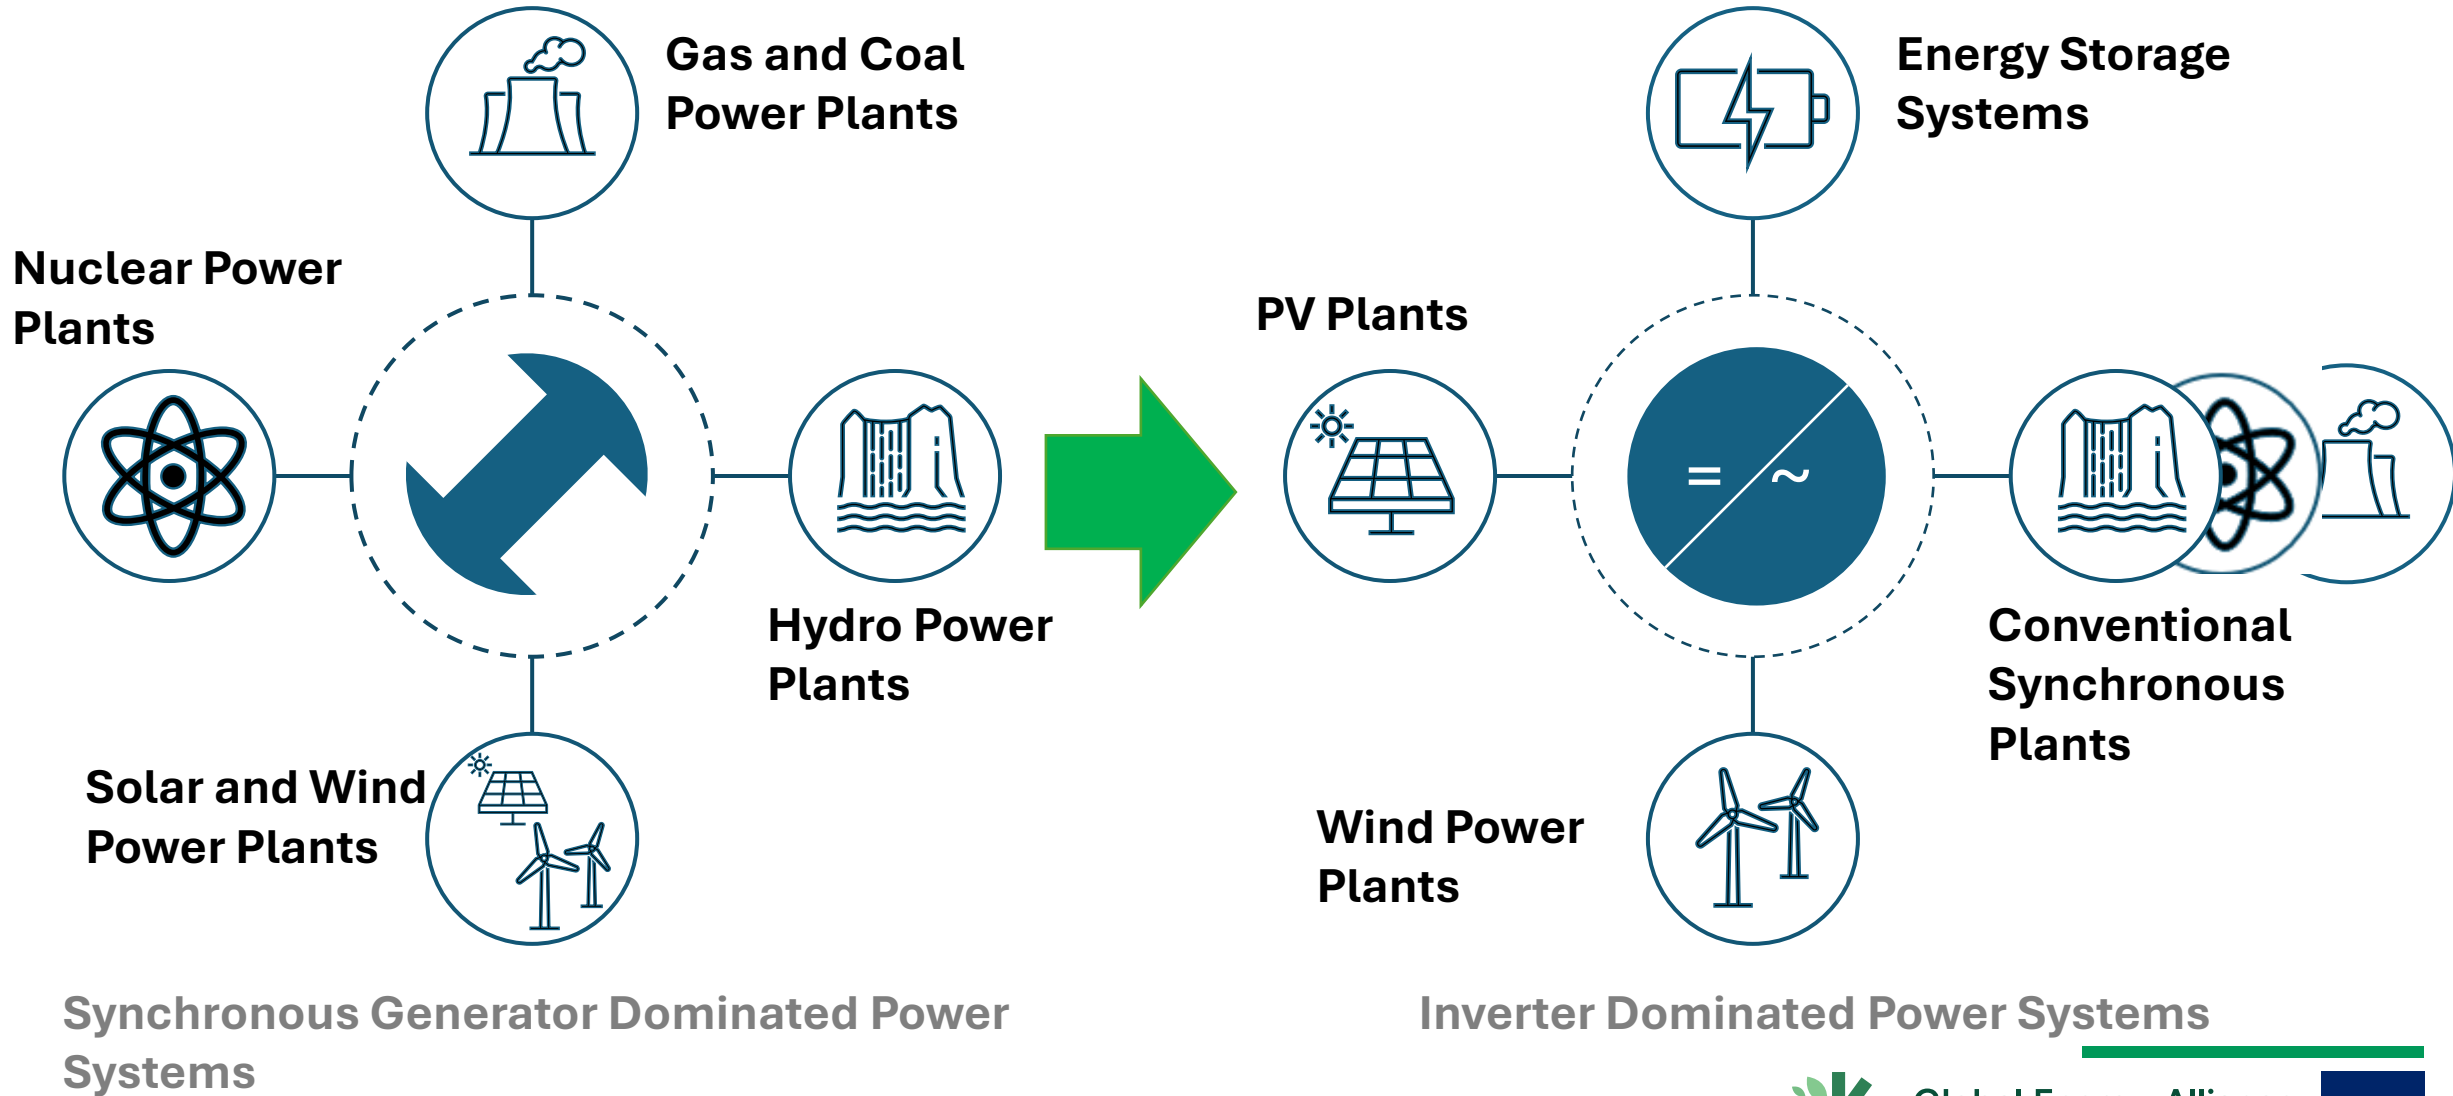 Gas and Coal
Power Plants
Nuclear Power
Plants
Hydro Power
Plants
Solar and Wind
Power Plants
Synchronous Generator Dominated Power
Systems
Energy Storage
Systems
PV Plants
= ~
Conventional
Synchronous
Plants
Wind Power
Plants
Inverter Dominated Power Systems